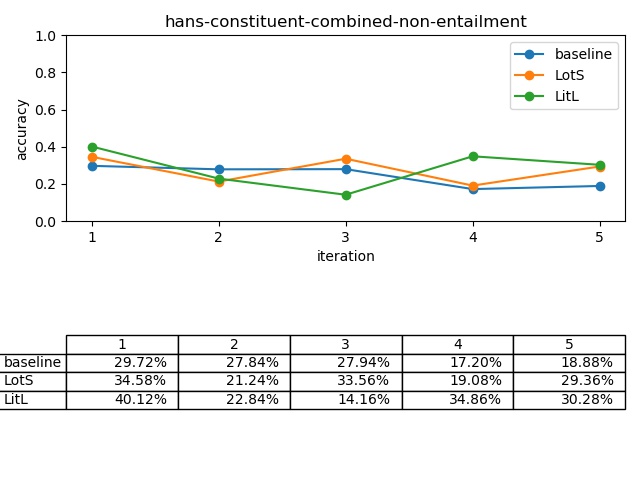 hans-constituent-combined-non-entailment
1.0
0.8
0.6
0.4
0.2
0.0
accuracy
baseline
LotS
LitL
1 2 3 4 5
iteration
1 2 3 4 5
baseline 29.72% 27.84% 27.94% 17.20% 18.88%
LotS 34.58% 21.24% 33.56% 19.08% 29.36%
LitL 40.12% 22.84% 14.16% 34.86% 30.28%